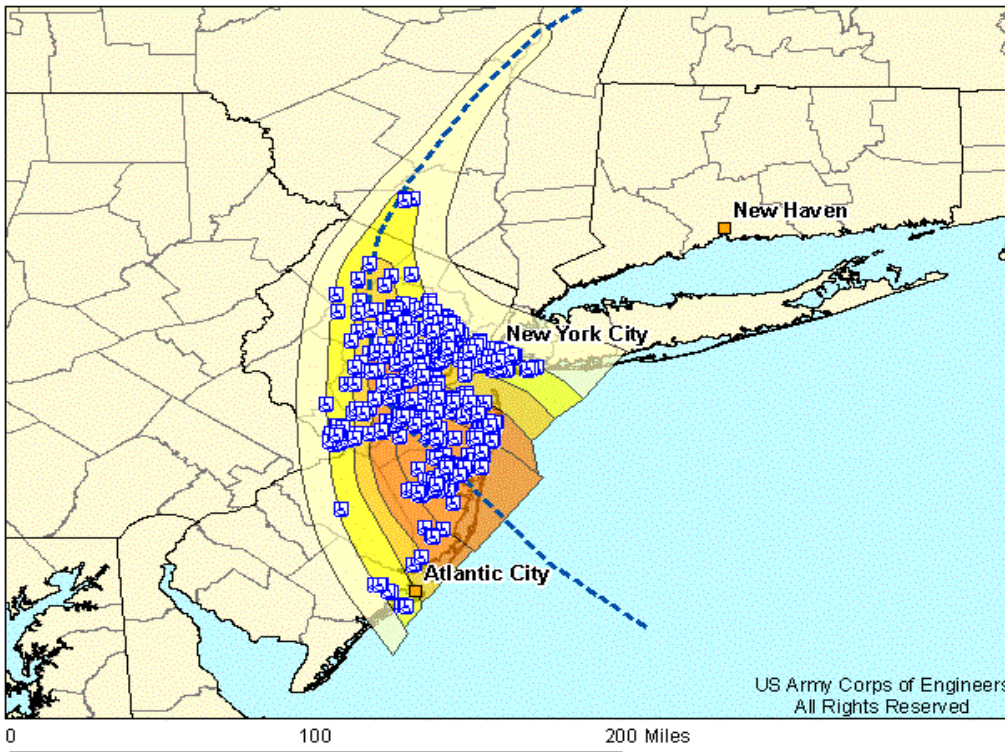 New Haven
New York City
Atlantic City
US Army Corps of Engineers
All Rights Reserved
0 100 200 Miles